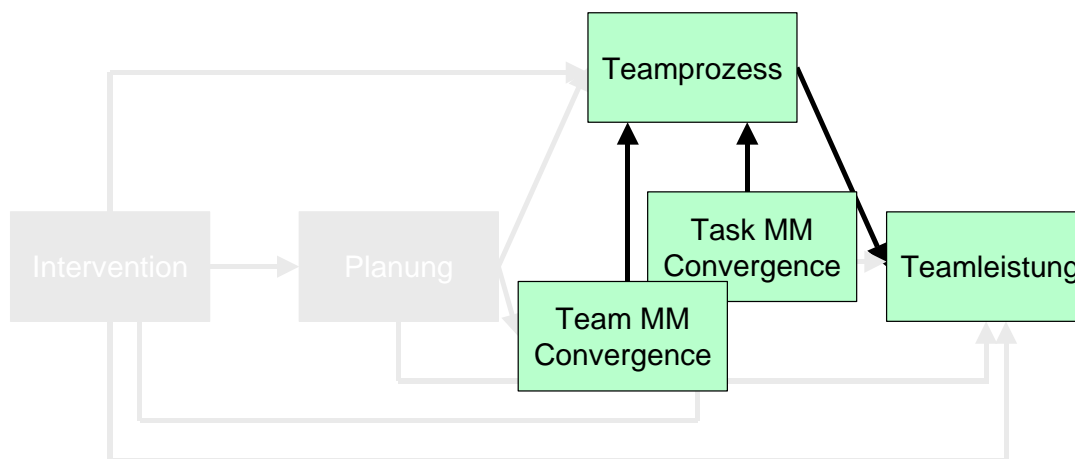 Teamprozess
Task MM
Convergence
Intervention
Planung
Teamleistung
Team MM
Convergence